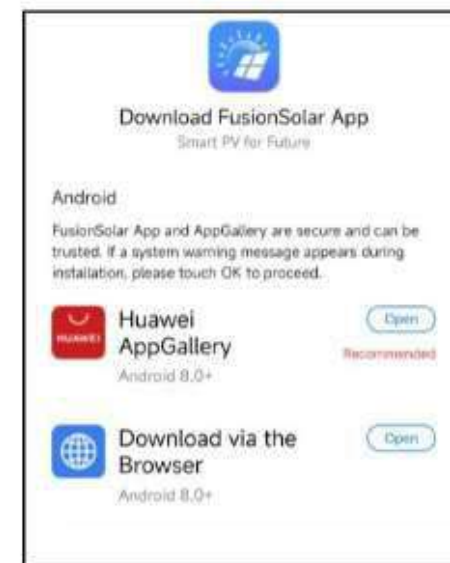 Download FusionSolar App
Smart PV for Future
Android
FusionSolar App and AppGallery are secure and can be
trusted. If a system warning message appears during
installation, please touch OK to proceed.
HUAWEI
Huawei
AppGallery
Android 8.0+
Open
Recommended
Download via the
Browser
Android 8.0+
Open